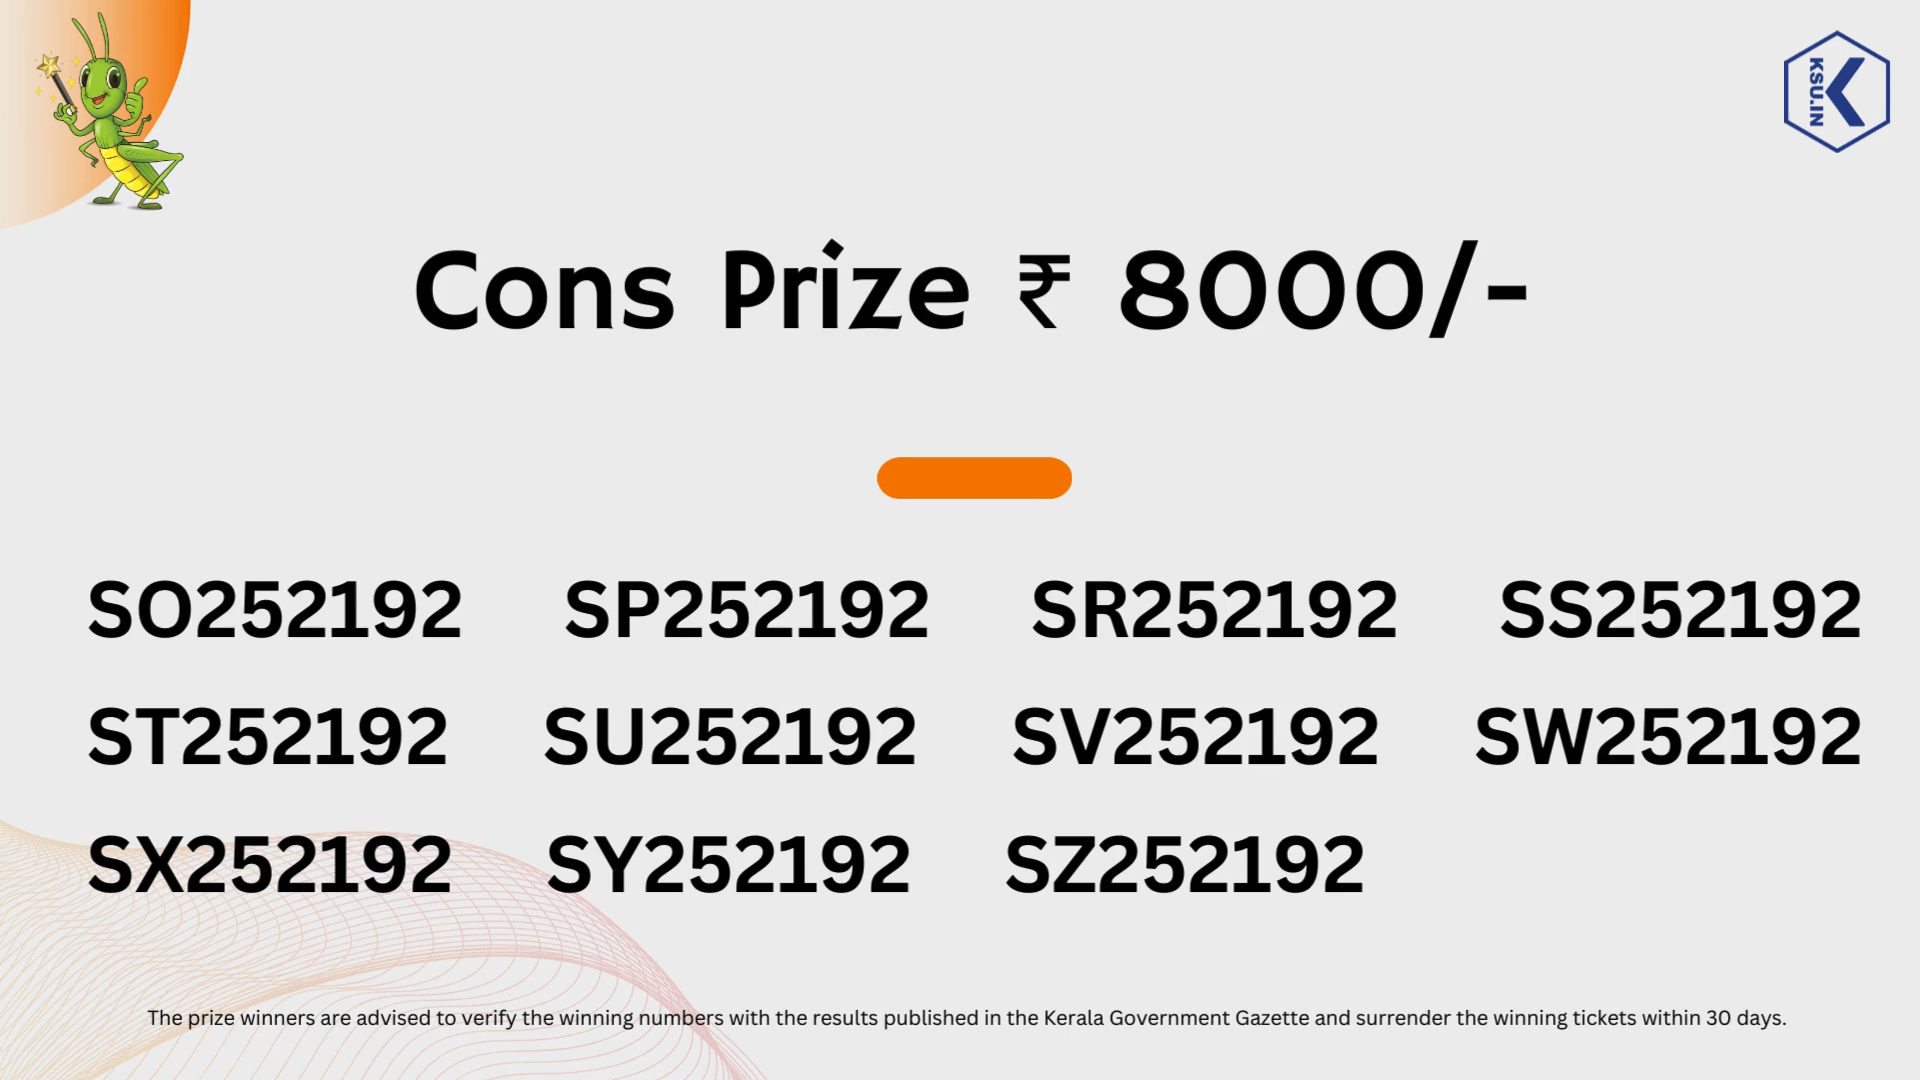 KSU.IN
Cons Prize ₹ 8000/-
SO252192 SP252192 SR252192 SS252192
ST252192 SU252192 SV252192 SW252192
SX252192 SY252192 SZ252192
The prize winners are advised to verify the winning numbers with the results published in the Kerala Government Gazette and surrender the winning tickets within 30 days.